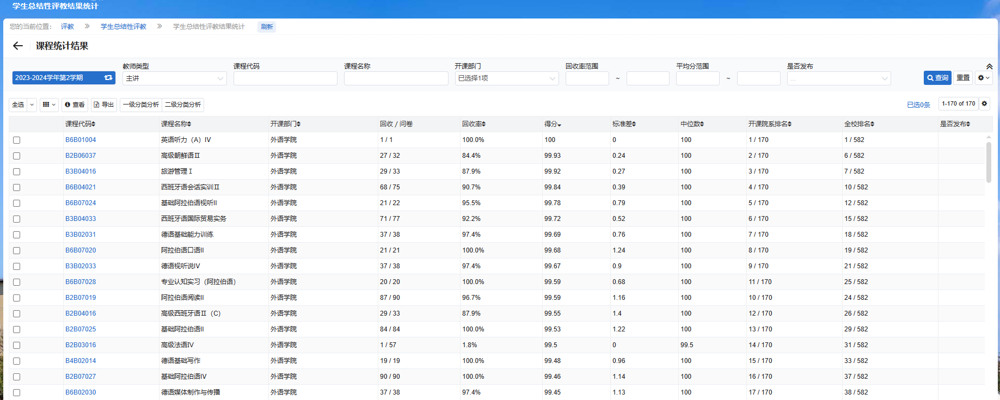 学生总结性评教结果统计
您的当前位置： 评教 学生总结性评教 学生总结性评教结果统计 刷新
课程统计结果
教师类型 课程代码 课程名称 开课部门 回收率范围 平均分范围 是否发布
2023-2024学年第2学期 主讲 已选择1项 ~ ~ ... 查询 重置
全选 查看 导出 一级分类分析 二级分类分析 已选0条 1-170 of 170
课程代码 课程名称 开课部门 回收 / 问卷 回收率 得分 标准差 中位数 开课院系排名 全校排名 是否发布
B6B01004 英语听力（A）IV 外语学院 1 / 1 100.0% 100 0 100 1 / 170 1 / 582
B2B06037 高级朝鲜语Ⅱ 外语学院 27 / 32 84.4% 99.93 0.24 100 2 / 170 6 / 582
B3B04016 旅游管理Ⅰ 外语学院 29 / 33 87.9% 99.92 0.27 100 3 / 170 7 / 582
B6B04021 西班牙语会话实训Ⅱ 外语学院 68 / 75 90.7% 99.84 0.39 100 4 / 170 10 / 582
B6B07024 基础阿拉伯语视听II 外语学院 21 / 22 95.5% 99.78 0.79 100 5 / 170 12 / 582
B3B04033 西班牙语国际贸易实务 外语学院 71 / 77 92.2% 99.72 0.52 100 6 / 170 15 / 582
B3B02031 德语基础能力训练 外语学院 37 / 38 97.4% 99.69 0.76 100 7 / 170 18 / 582
B6B07020 阿拉伯语口语II 外语学院 21 / 21 100.0% 99.68 1.24 100 8 / 170 19 / 582
B3B02033 德语视听说IV 外语学院 37 / 38 97.4% 99.67 0.9 100 9 / 170 21 / 582
B6B07028 专业认知实习（阿拉伯语） 外语学院 20 / 20 100.0% 99.59 0.68 100 11 / 170 25 / 582
B2B07019 阿拉伯语阅读II 外语学院 87 / 90 96.7% 99.59 1.16 100 10 / 170 24 / 582
B2B04016 高级西班牙语Ⅱ（C） 外语学院 29 / 33 87.9% 99.55 1.4 100 12 / 170 26 / 582
B2B07025 基础阿拉伯语II 外语学院 84 / 84 100.0% 99.53 1.22 100 13 / 170 29 / 582
B2B03016 高级法语IV 外语学院 1 / 57 1.8% 99.5 0 99.5 14 / 170 31 / 582
B4B02014 德语基础写作 外语学院 19 / 19 100.0% 99.48 0.96 100 15 / 170 33 / 582
B2B07027 基础阿拉伯语IV 外语学院 90 / 90 100.0% 99.46 1.14 100 16 / 170 37 / 582
B6B02030 德语媒体制作与传播 外语学院 37 / 38 97.4% 99.45 1.13 100 17 / 170 38 / 582